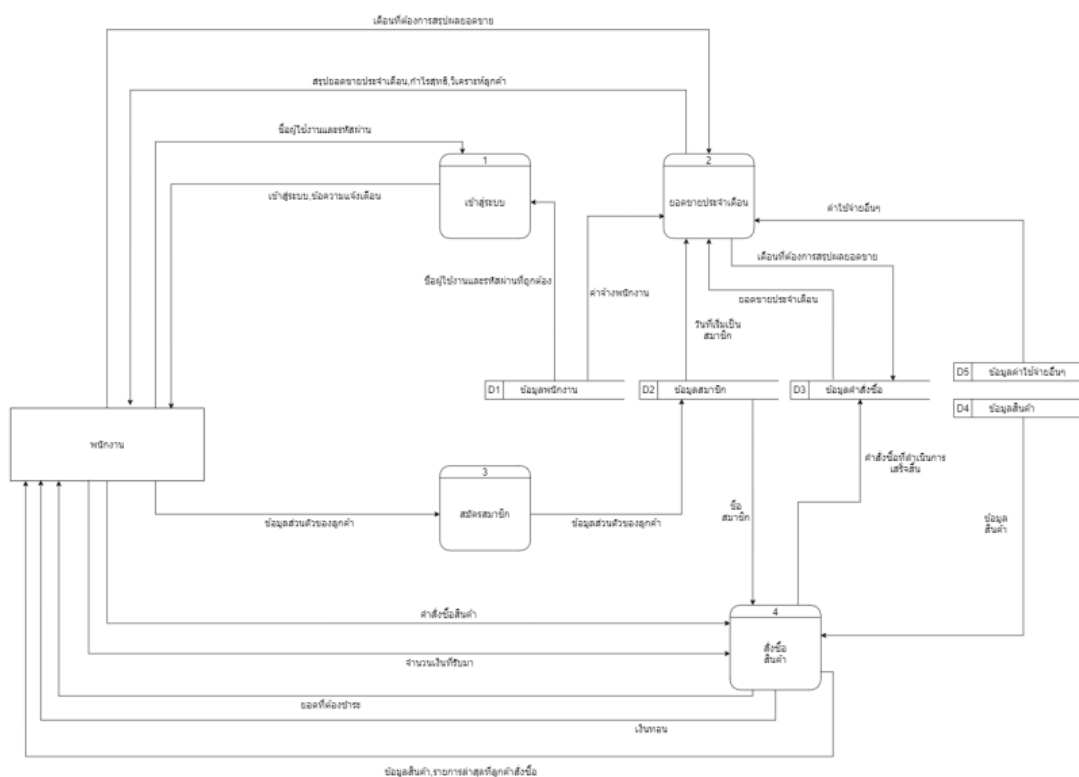 เดือนที่ต้องการสรุปผลยอดขาย
สรุปยอดขายประจำเดือน,กำไรสุทธิ,วิเคราะห์ลูกค้า
ชื่อผู้ใช้งานและรหัสผ่าน
1
เข้าสู่ระบบ
เข้าสู่ระบบ,ข้อความแจ้งเตือน
2
ยอดขายประจำเดือน
ค่าใช้จ่ายอื่นๆ
เดือนที่ต้องการสรุปผลยอดขาย
ชื่อผู้ใช้งานและรหัสผ่านที่ถูกต้อง
ค่าจ้างพนักงาน
ยอดขายประจำเดือน
วันที่เริ่มเป็น
สมาชิก
D1 ข้อมูลพนักงาน
D2 ข้อมูลสมาชิก
D3 ข้อมูลคำสั่งซื้อ
D5 ข้อมูลค่าใช้จ่ายอื่นๆ
D4 ข้อมูลสินค้า
พนักงาน
คำสั่งซื้อที่ดำเนินการ
เสร็จสิ้น
3
สมัครสมาชิก
ข้อมูลส่วนตัวของลูกค้า
ข้อมูลส่วนตัวของลูกค้า
ชื่อ
สมาชิก
ข้อมูล
สินค้า
4
สั่งซื้อ
สินค้า
คำสั่งซื้อสินค้า
จำนวนเงินที่รับมา
ยอดที่ต้องชำระ
เงินทอน
ข้อมูลสินค้า,รายการล่าสุดที่ลูกค้าสั่งซื้อ